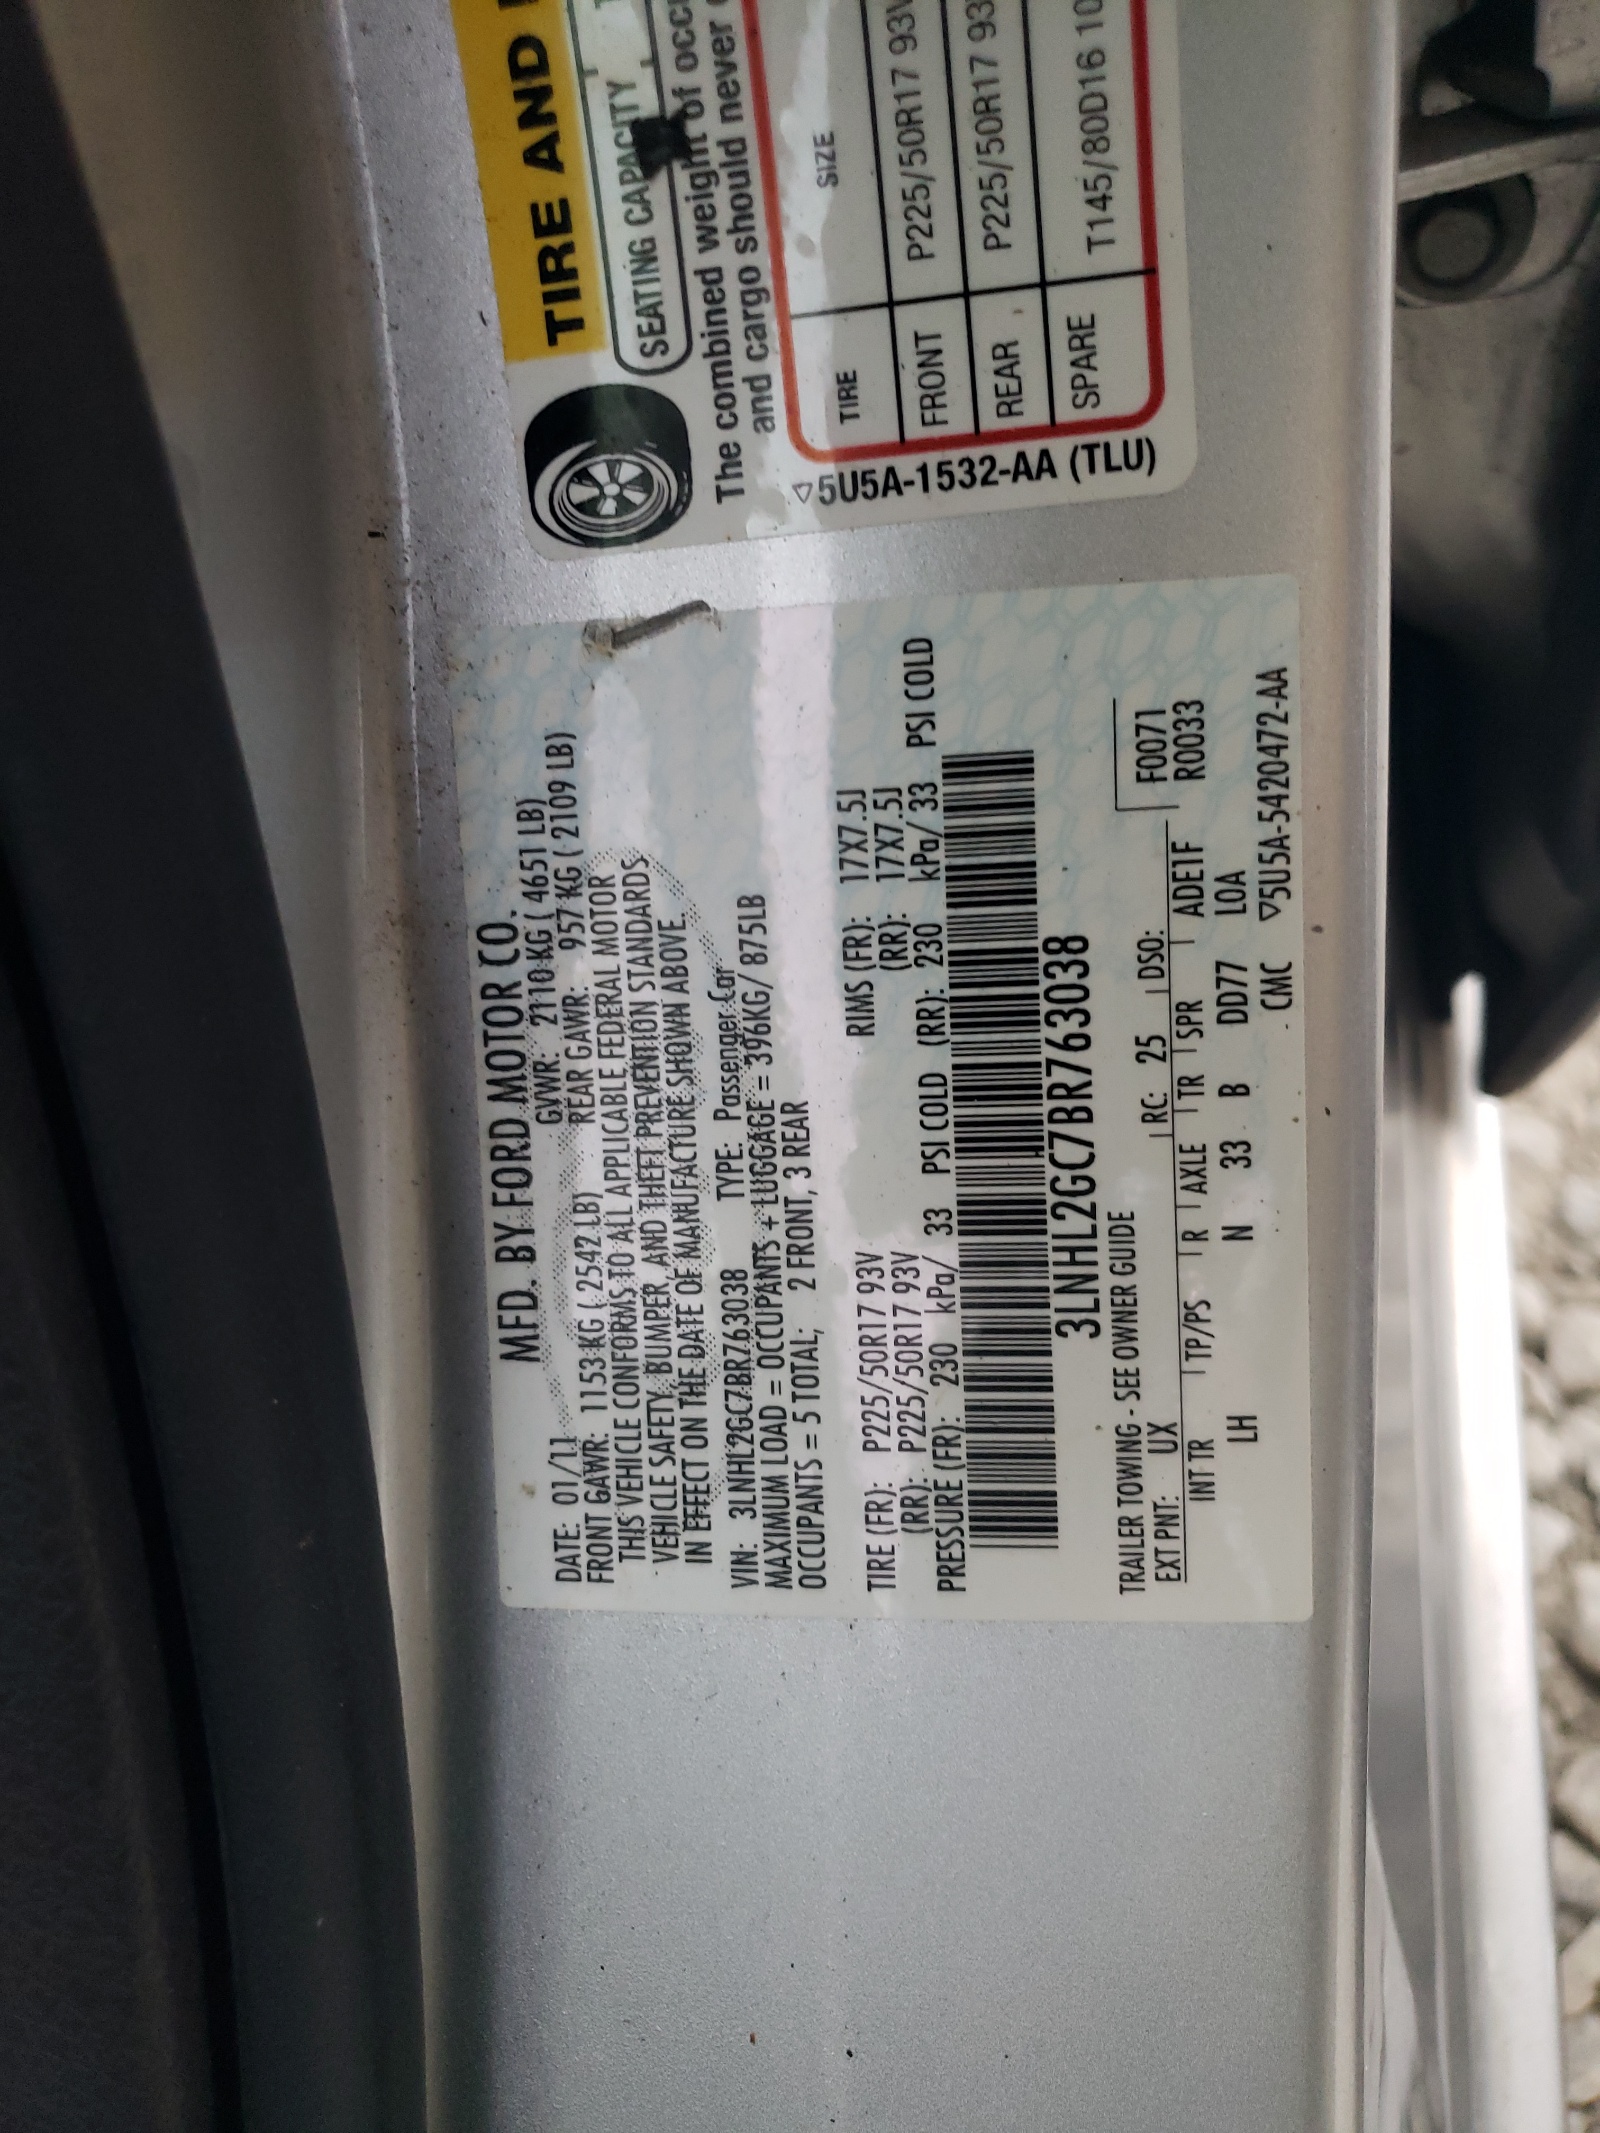 MFD. BY FORD MOTOR CO.
DATE: 01/11 GVWR: 2110 KG ( 4651 LB)
FRONT GAWR: 1153 KG ( 2542 LB) REAR GAWR: 957 KG ( 2109 LB)
THIS VEHICLE CONFORMS TO ALL APPLICABLE FEDERAL MOTOR
VEHICLE SAFETY, BUMPER, AND THEFT PREVENTION STANDARDS
IN EFFECT ON THE DATE OF MANUFACTURE SHOWN ABOVE.
VIN: 3LNHL2GC7BR763038 TYPE: Passenger Car
MAXIMUM LOAD = OCCUPANTS + LUGGAGE = 396KG/ 875LB
OCCUPANTS = 5 TOTAL; 2 FRONT, 3 REAR
TIRE (FR): P225/50R17 93V RIMS (FR): 17X7.5J
(RR): P225/50R17 93V (RR): 17X7.5J
PRESSURE (FR): 230 kPa/ 33 PSI COLD (RR): 230 kPa/ 33 PSI COLD
3LNHL2GC7BR763038
TRAILER TOWING - SEE OWNER GUIDE
EXT PNT: UX RC: 25 DSO: F0071
INT TR TP/PS R AXLE TR SPR ADE1F R0033
LH N 33 B DD77 LOA
CMC ▽5U5A-5420472-AA
TIRE AND
SEATING CAPACITY
The combined weight of
and cargo should never
TIRE SIZE
FRONT P225/50R17 93V
REAR P225/50R17 93
SPARE T145/80D16 10
▽5U5A-1532-AA (TLU)